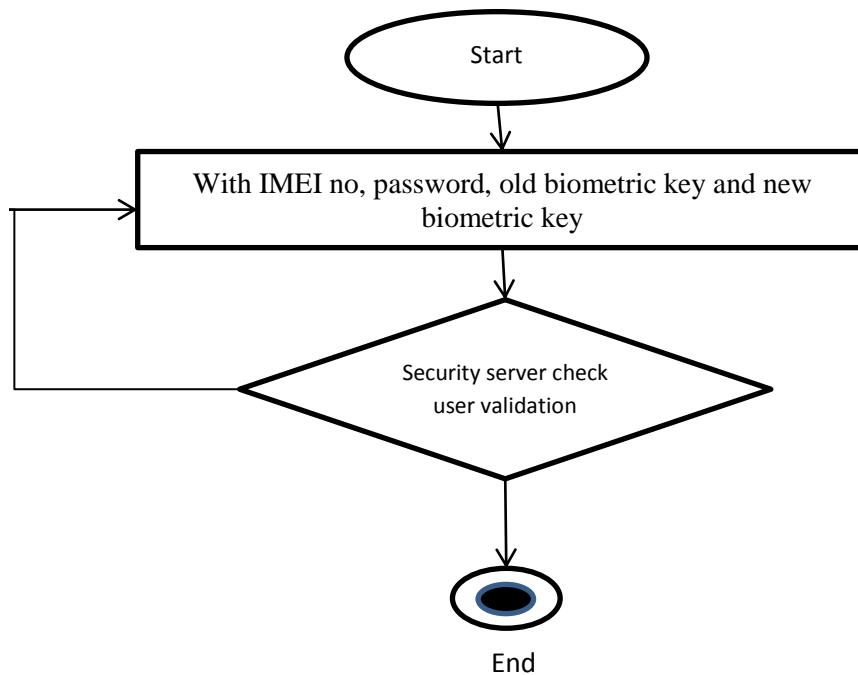 Start
With IMEI no, password, old biometric key and new
biometric key
Security server check
user validation
End